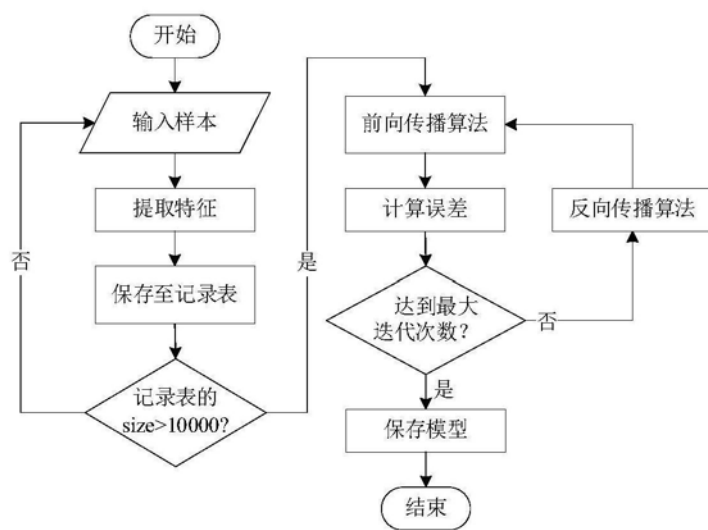 开始
输入样本
提取特征
保存至记录表
记录表的
size>10000?
否
是
前向传播算法
计算误差
达到最大
迭代次数?
否
反向传播算法
是
保存模型
结束